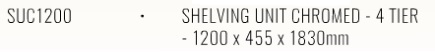 SUC1200 · SHELVING UNIT CHROMED - 4 TIER
- 1200 x 455 x 1830mm